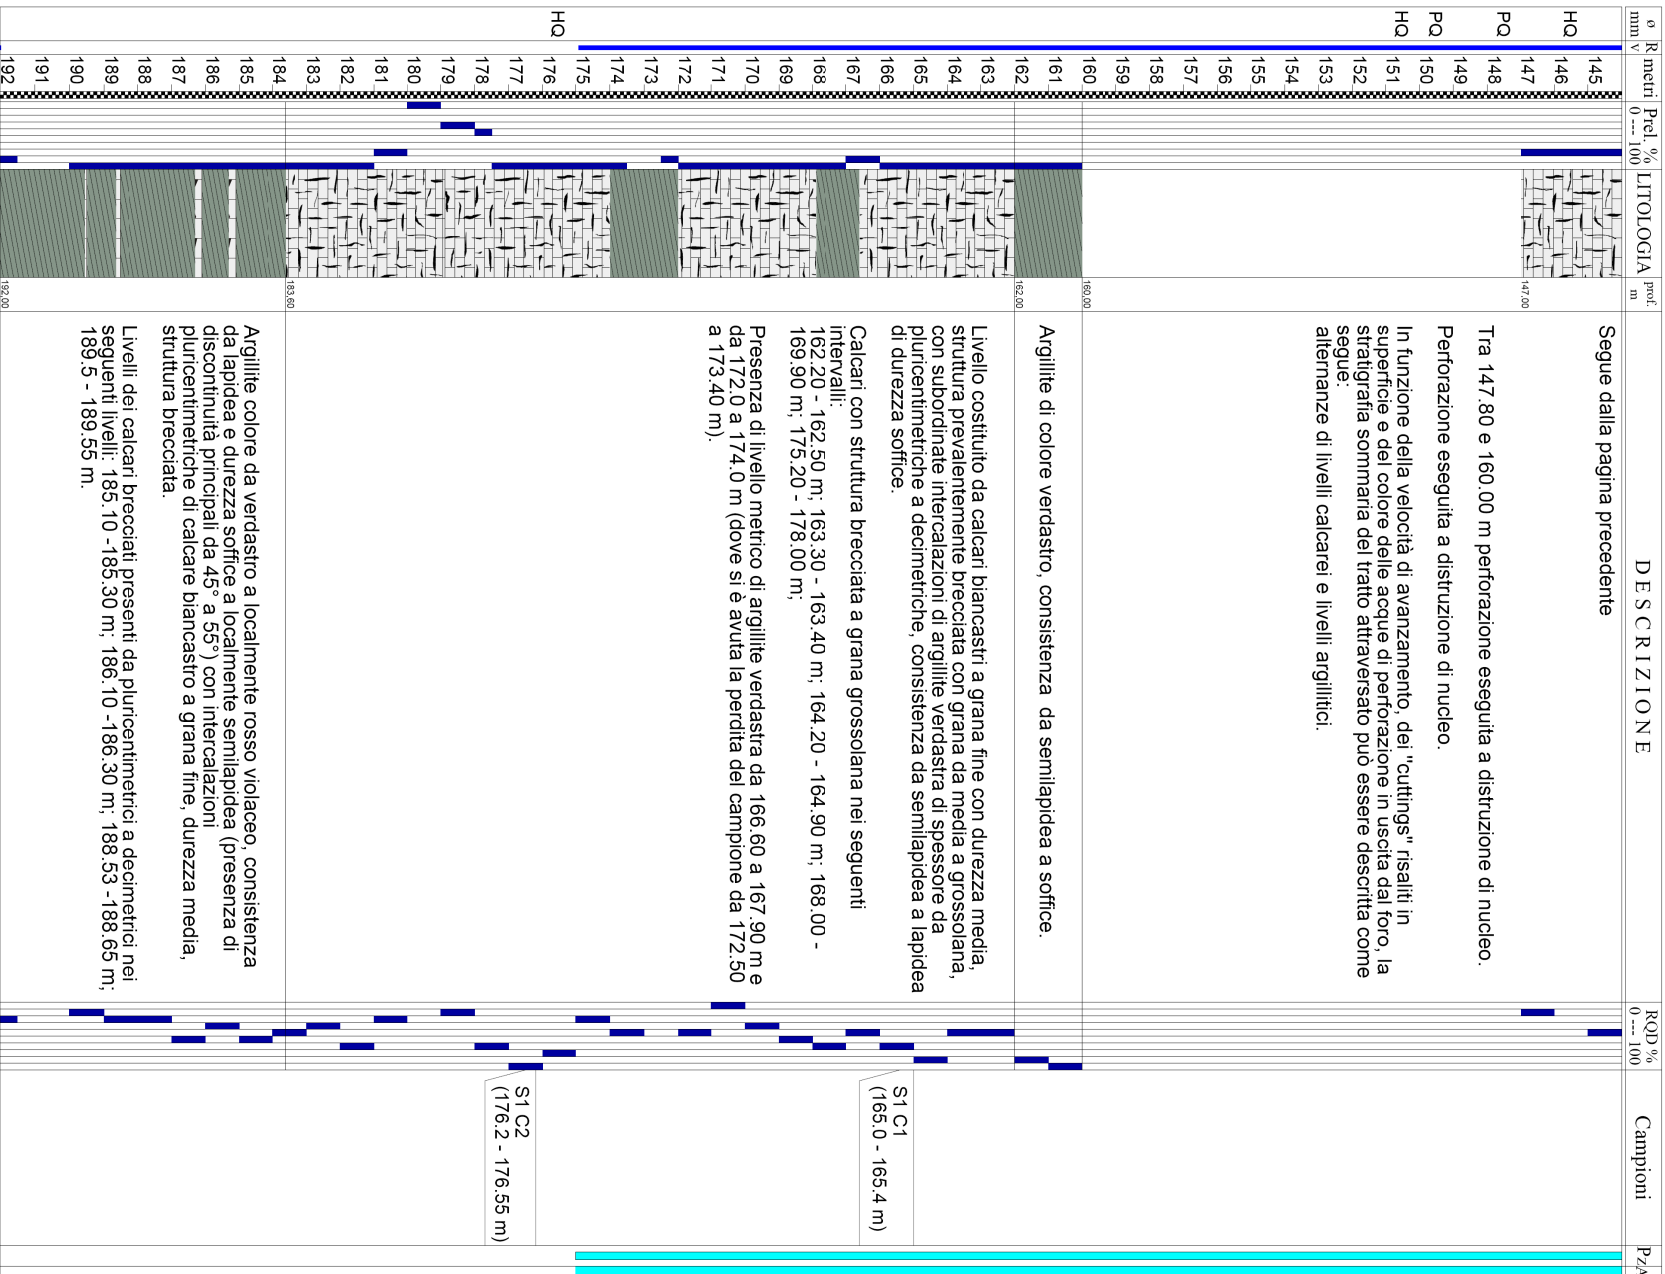 ø mm
R v
metri
Prel. % 0 --- 100
LITOLOGIA
prof. m
DESCRIZIONE
RQD % 0 --- 100
Campioni
PzA
HQ
PQ
PQ
HQ
HQ
145
146
147
148
149
150
151
152
153
154
155
156
157
158
159
160
161
162
163
164
165
166
167
168
169
170
171
172
173
174
175
176
177
178
179
180
181
182
183
184
185
186
187
188
189
190
191
192
147.00
160.00
162.00
183.60
192.00
Segue dalla pagina precedente
Tra 147.80 e 160.00 m perforazione eseguita a distruzione di nucleo.
Perforazione eseguita a distruzione di nucleo.
In funzione della velocità di avanzamento, dei "cuttings" risaliti in
superficie e del colore delle acque di perforazione in uscita dal foro, la
stratigrafia sommaria del tratto attraversato può essere descritta come
segue:
alternanze di livelli calcarei e livelli argillitici.
Argillite di colore verdastro, consistenza da semilapidea a soffice.
Livello costituito da calcari biancastri a grana fine con durezza media,
struttura prevalentemente brecciata con grana da media a grossolana,
con subordinate intercalazioni di argillite verdastra di spessore da
pluricentimetriche a decimetriche, consistenza da semilapidea a lapidea
di durezza soffice.
Calcari con struttura brecciata a grana grossolana nei seguenti
intervalli:
162.20 - 162.50 m; 163.30 - 163.40 m; 164.20 - 164.90 m; 168.00 -
169.90 m; 175.20 - 178.00 m;
Presenza di livello metrico di argillite verdastra da 166.60 a 167.90 m e
da 172.0 a 174.0 m (dove si è avuta la perdita del campione da 172.50
a 173.40 m).
Argillite colore da verdastro a localmente rosso violaceo, consistenza
da lapidea e durezza soffice a localmente semilapidea (presenza di
discontinuità principali da 45° a 55°) con intercalazioni
pluricentimetriche di calcare biancastro a grana fine, durezza media,
struttura brecciata.
Livelli dei calcari brecciati presenti da pluricentimetrici a decimetrici nei
seguenti livelli: 185.10 -185.30 m; 186.10 -186.30 m; 188.53 -188.65 m;
189.5 - 189.55 m.
S1 C1
(165.0 - 165.4 m)
S1 C2
(176.2 - 176.55 m)